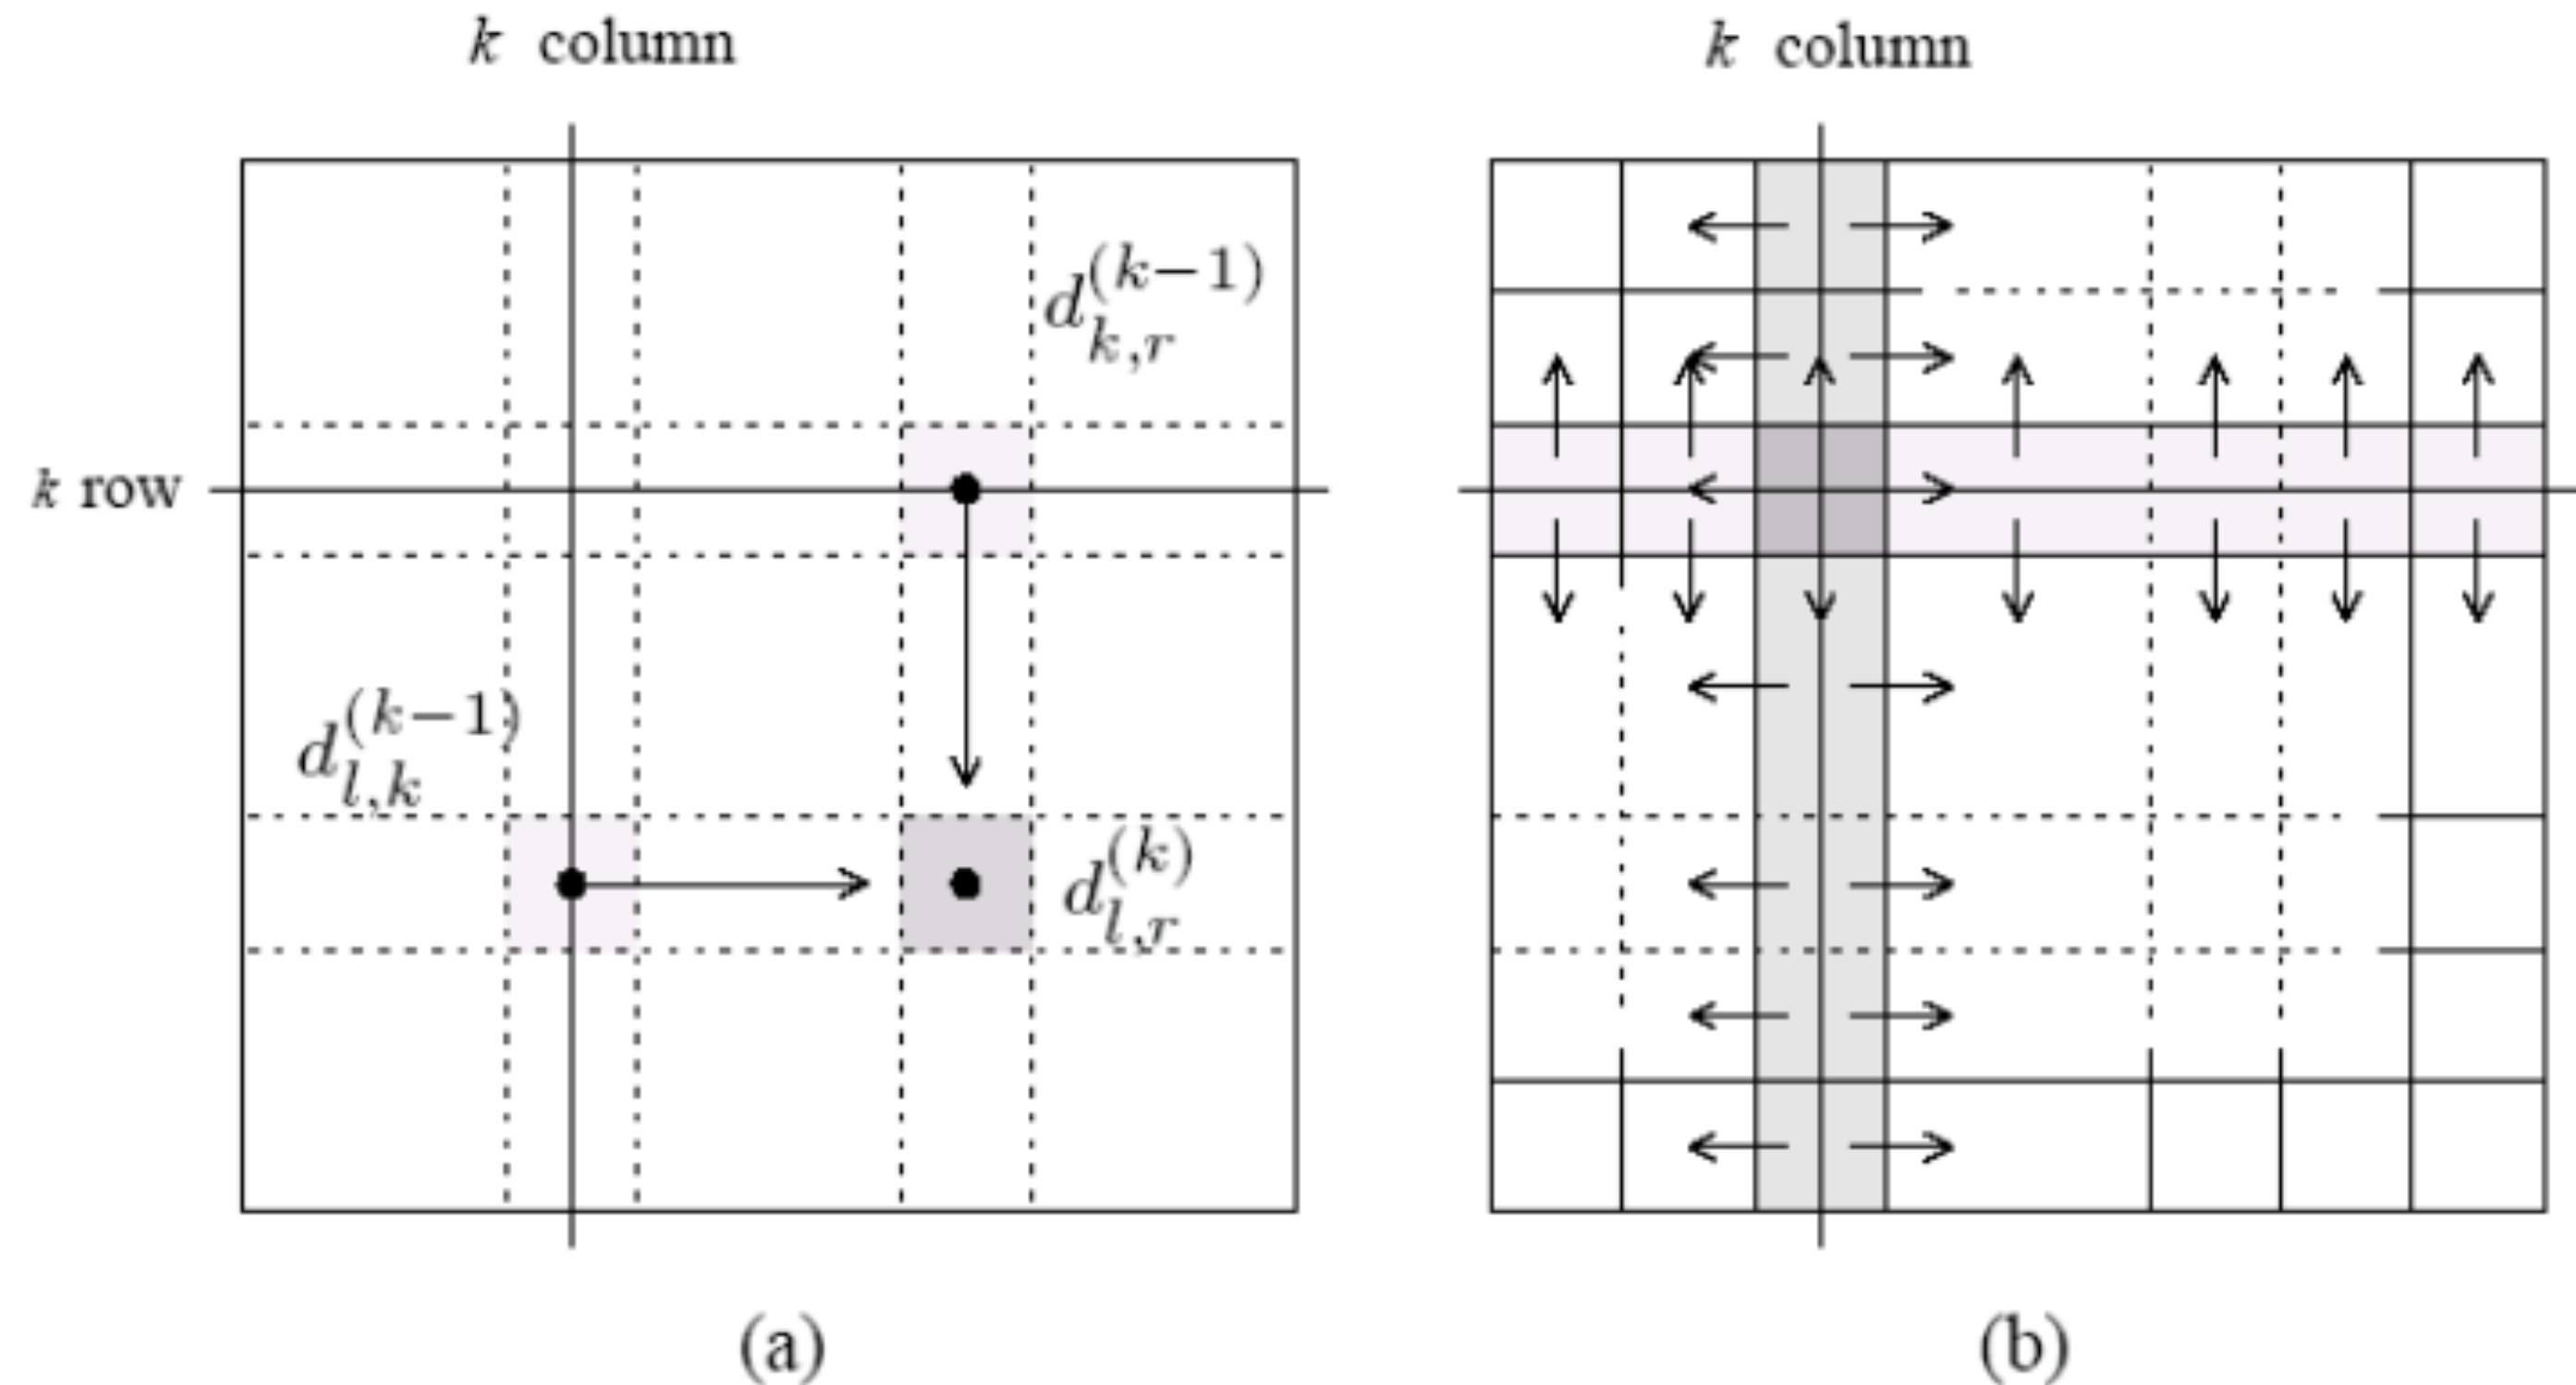 k column
k column
d_{k,r}^{(k-1)}
k row
d_{l,k}^{(k-1)}
d_{l,r}^{(k)}
(a)
(b)